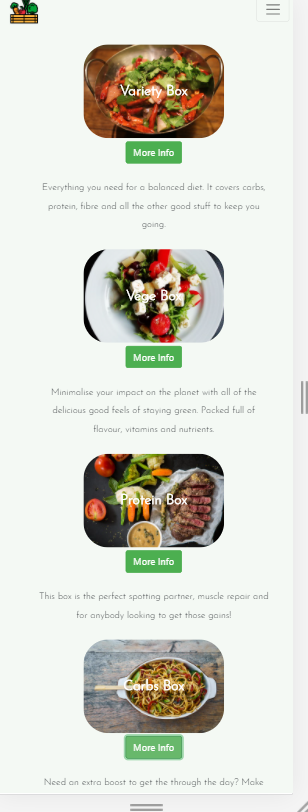 Variety Box
More Info
Everything you need for a balanced diet. It covers carbs,
protein, fibre and all the other good stuff to keep you
going.
Vege Box
More Info
Minimalise your impact on the planet with all of the
delicious good feels of staying green. Packed full of
flavour, vitamins and nutrients.
Protein Box
More Info
This box is the perfect spotting partner, muscle repair and
for anybody looking to get those gains!
Carbs Box
More Info
Need an extra boost to get the through the day? Make